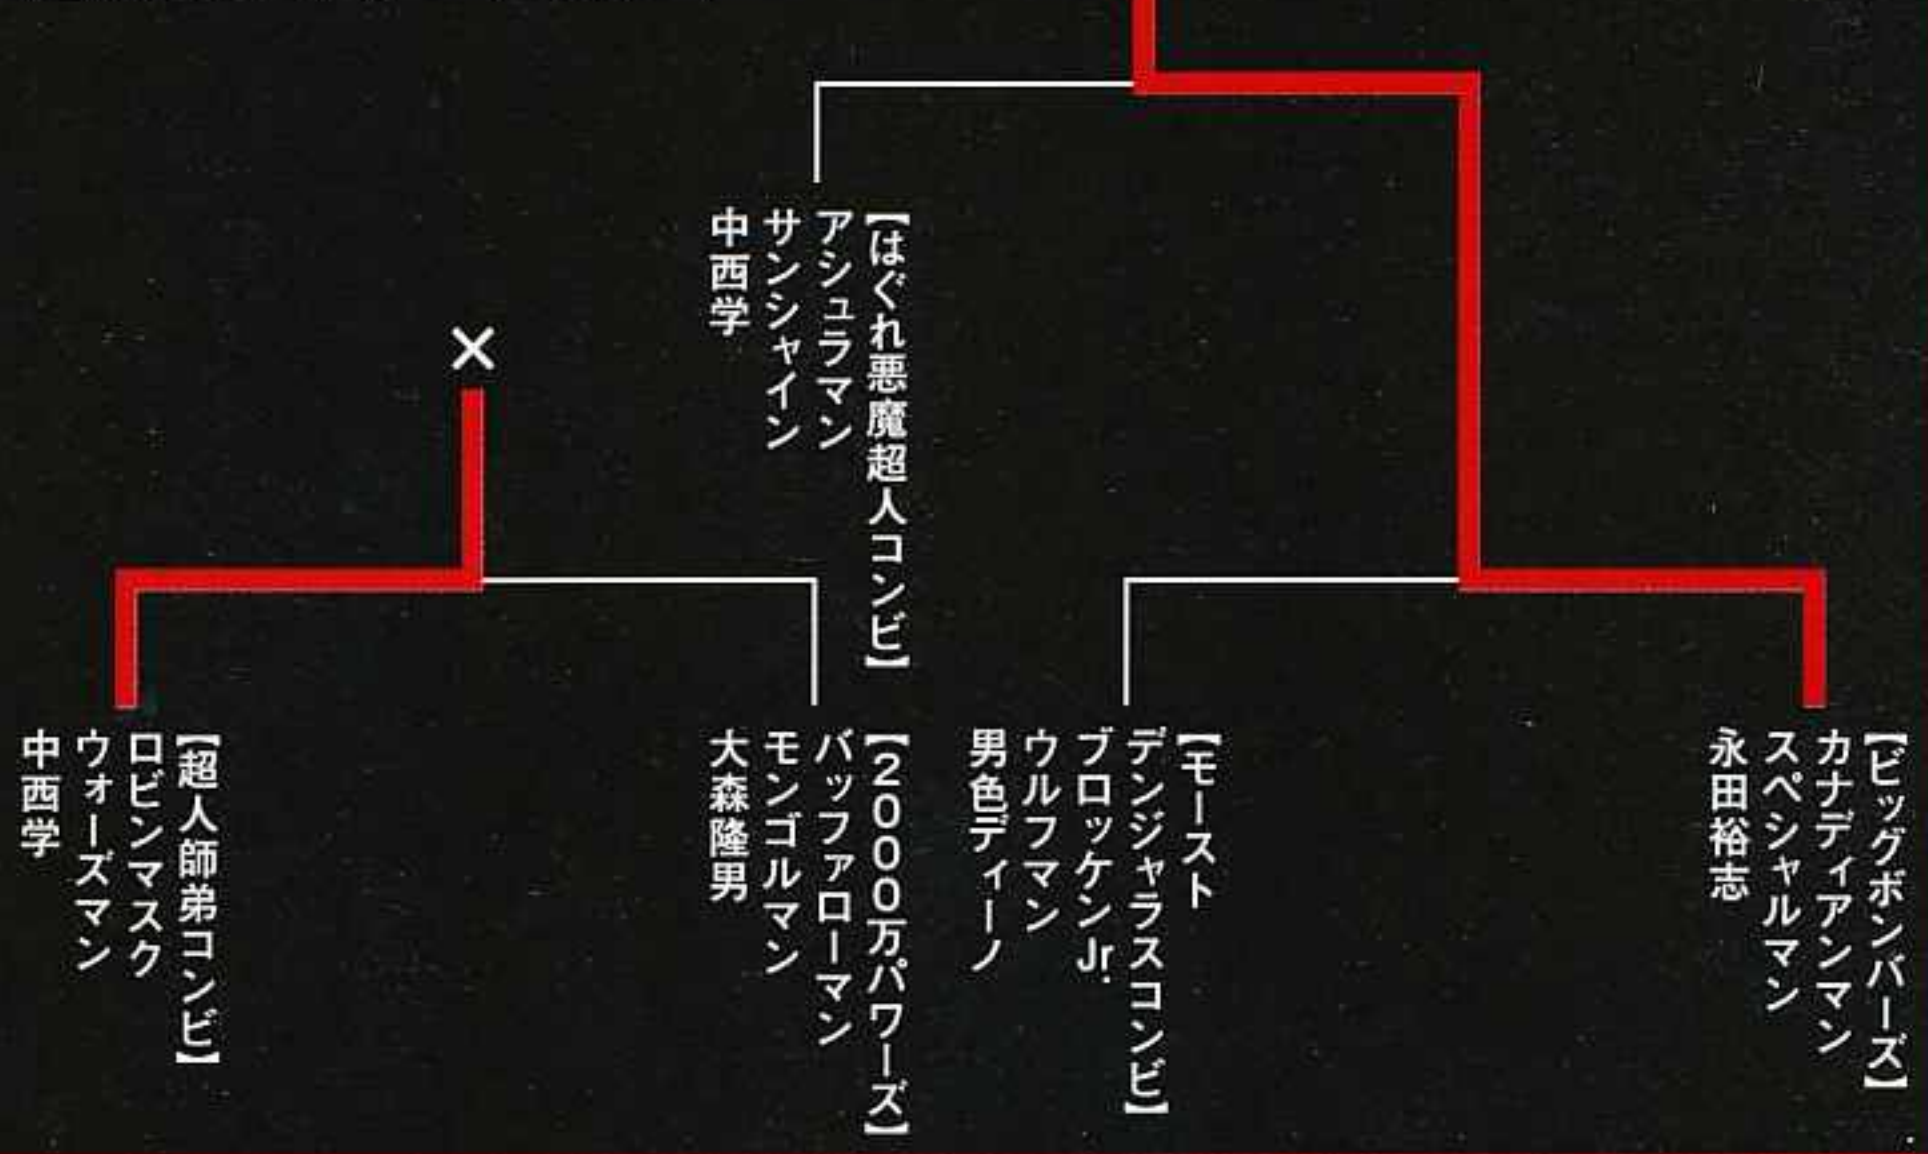 【はぐれ悪魔超人コンビ】
アシュラマン
サンシャイン
中西学
×
【ビッグボンバーズ】
カナディアンマン
スペシャルマン
永田裕志
【モースト
デンジャラスコンビ】
ブロッケンJr.
ウルフマン
男色ディーノ
【2000万パワーズ】
バッファローマン
モンゴルマン
大森隆男
【超人師弟コンビ】
ロビンマスク
ウォーズマン
中西学